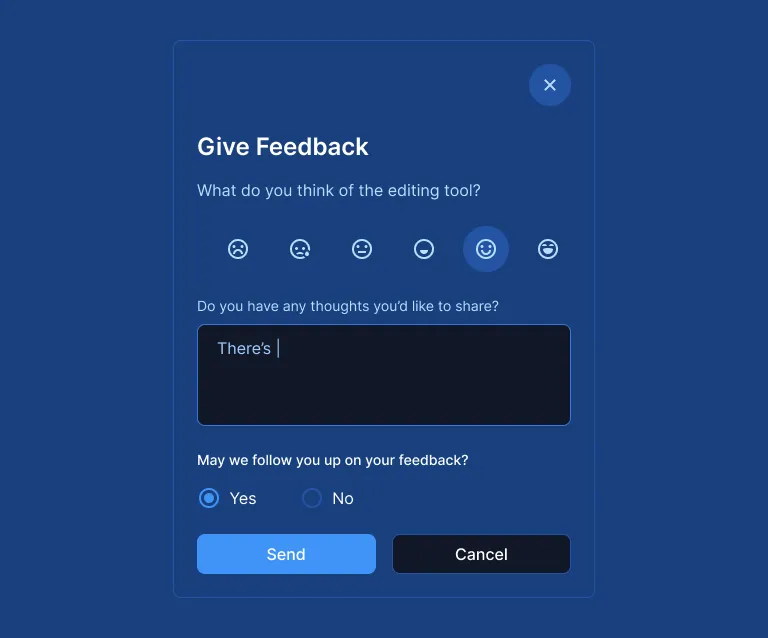 Give Feedback
What do you think of the editing tool?
Do you have any thoughts you’d like to share?
There’s
May we follow you up on your feedback?
Yes No
Send Cancel